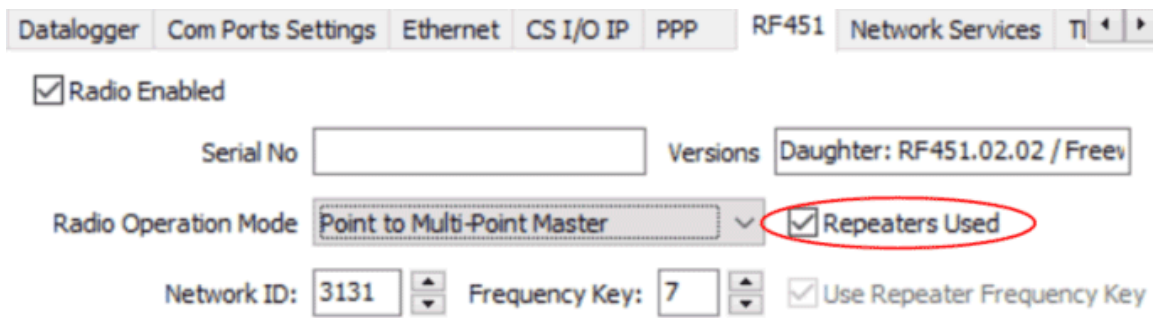 Datalogger Com Ports Settings Ethernet CS I/O IP PPP RF451 Network Services
Radio Enabled
Serial No Versions Daughter: RF451.02.02 / Freew
Radio Operation Mode Point to Multi-Point Master Repeaters Used
Network ID: 3131 Frequency Key: 7 Use Repeater Frequency Key